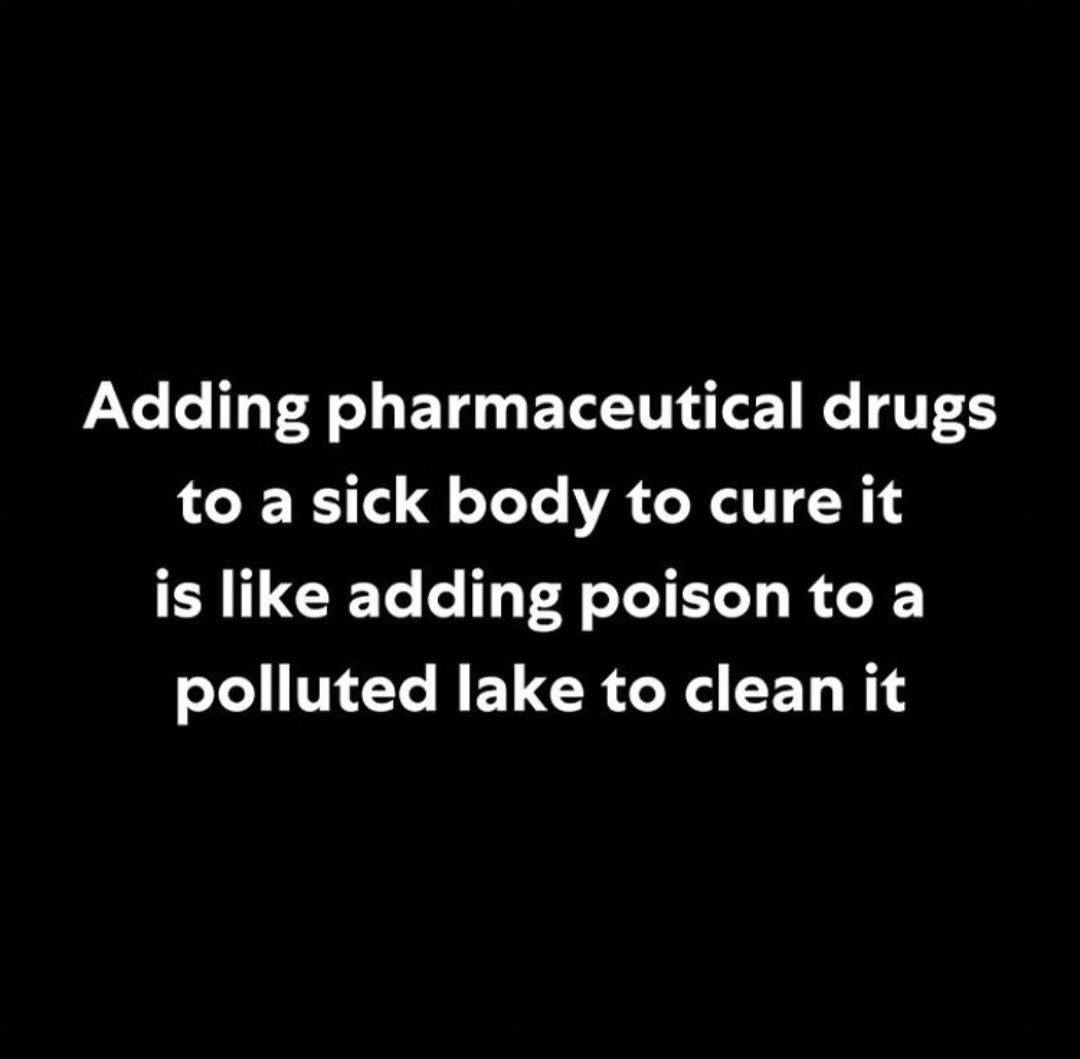 Adding pharmaceutical drugs
to a sick body to cure it
is like adding poison to a
polluted lake to clean it